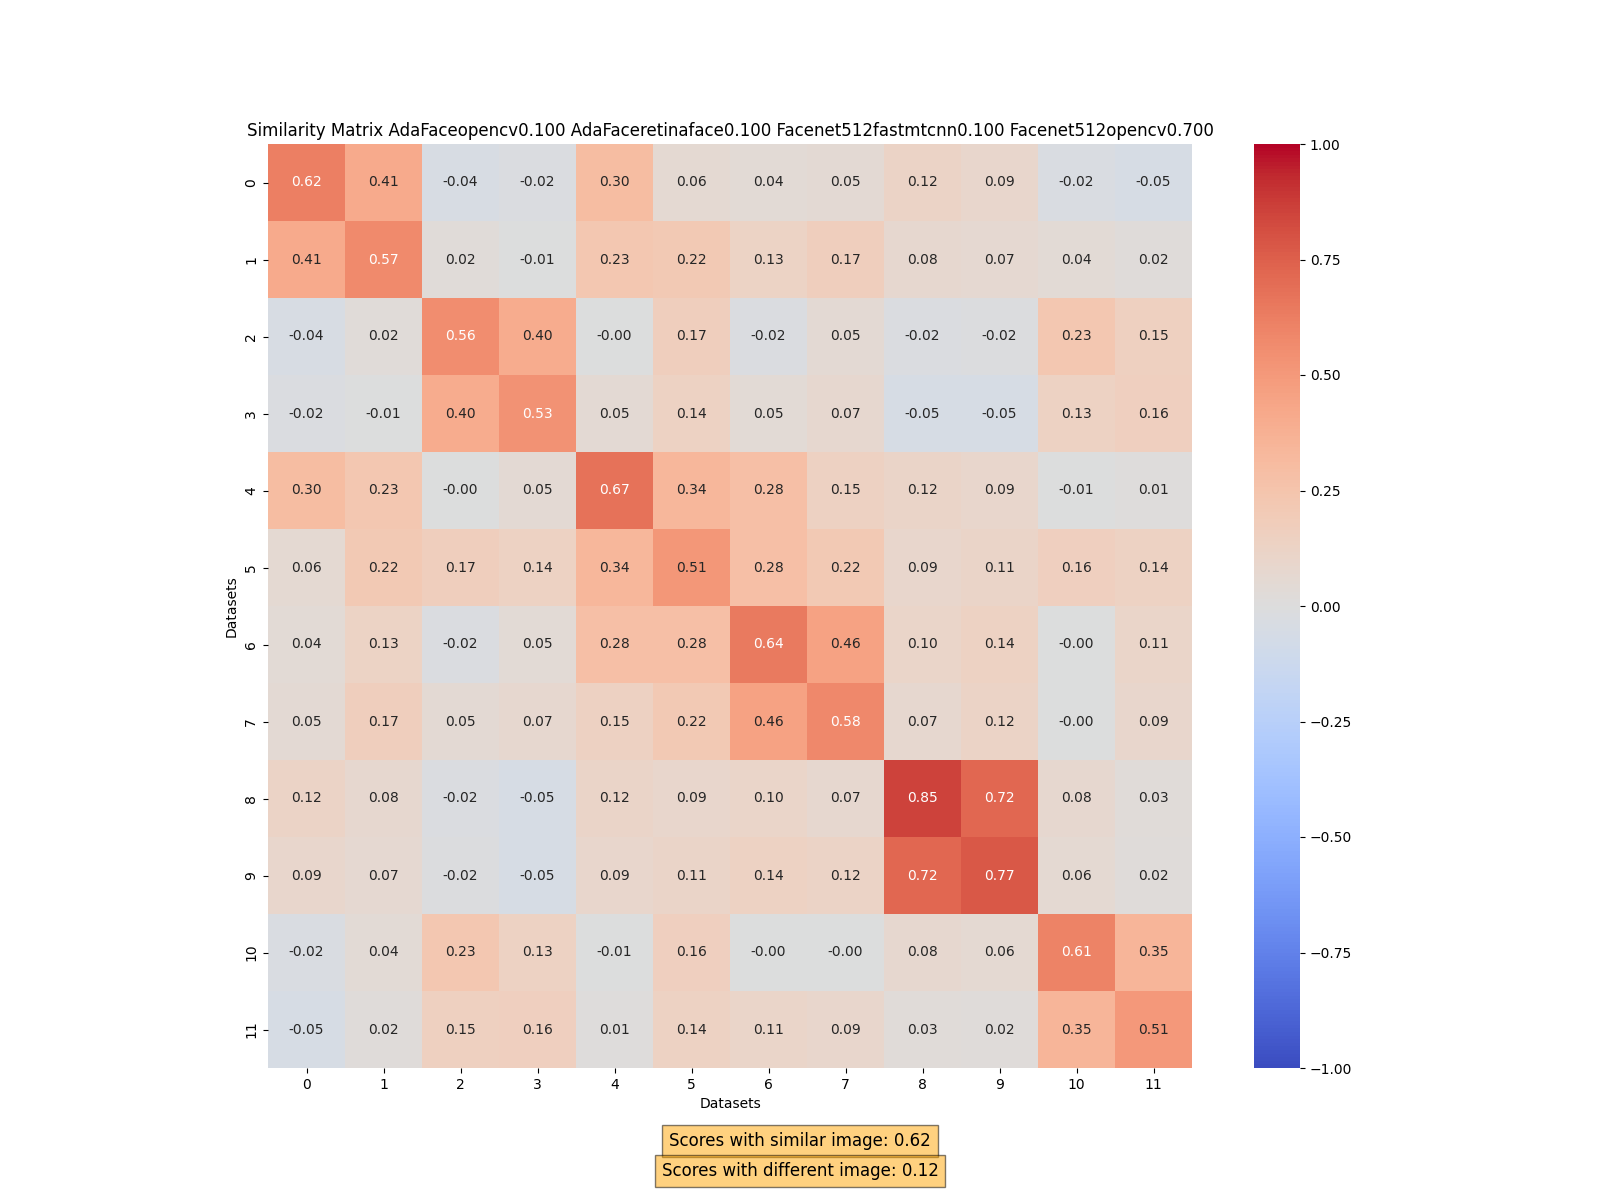 Similarity Matrix AdaFaceopencv0.100 AdaFaceretinaface0.100 Facenet512fastmtcnn0.100 Facenet512opencv0.700
0 0.62 0.41 -0.04 -0.02 0.30 0.06 0.04 0.05 0.12 0.09 -0.02 -0.05
1 0.41 0.57 0.02 -0.01 0.23 0.22 0.13 0.17 0.08 0.07 0.04 0.02
2 -0.04 0.02 0.56 0.40 -0.00 0.17 -0.02 0.05 -0.02 -0.02 0.23 0.15
3 -0.02 -0.01 0.40 0.53 0.05 0.14 0.05 0.07 -0.05 -0.05 0.13 0.16
4 0.30 0.23 -0.00 0.05 0.67 0.34 0.28 0.15 0.12 0.09 -0.01 0.01
5 0.06 0.22 0.17 0.14 0.34 0.51 0.28 0.22 0.09 0.11 0.16 0.14
6 0.04 0.13 -0.02 0.05 0.28 0.28 0.64 0.46 0.10 0.14 -0.00 0.11
7 0.05 0.17 0.05 0.07 0.15 0.22 0.46 0.58 0.07 0.12 -0.00 0.09
8 0.12 0.08 -0.02 -0.05 0.12 0.09 0.10 0.07 0.85 0.72 0.08 0.03
9 0.09 0.07 -0.02 -0.05 0.09 0.11 0.14 0.12 0.72 0.77 0.06 0.02
10 -0.02 0.04 0.23 0.13 -0.01 0.16 -0.00 -0.00 0.08 0.06 0.61 0.35
11 -0.05 0.02 0.15 0.16 0.01 0.14 0.11 0.09 0.03 0.02 0.35 0.51
0 1 2 3 4 5 6 7 8 9 10 11
Datasets
Datasets
1.00
0.75
0.50
0.25
0.00
−0.25
−0.50
−0.75
−1.00
Scores with similar image: 0.62
Scores with different image: 0.12